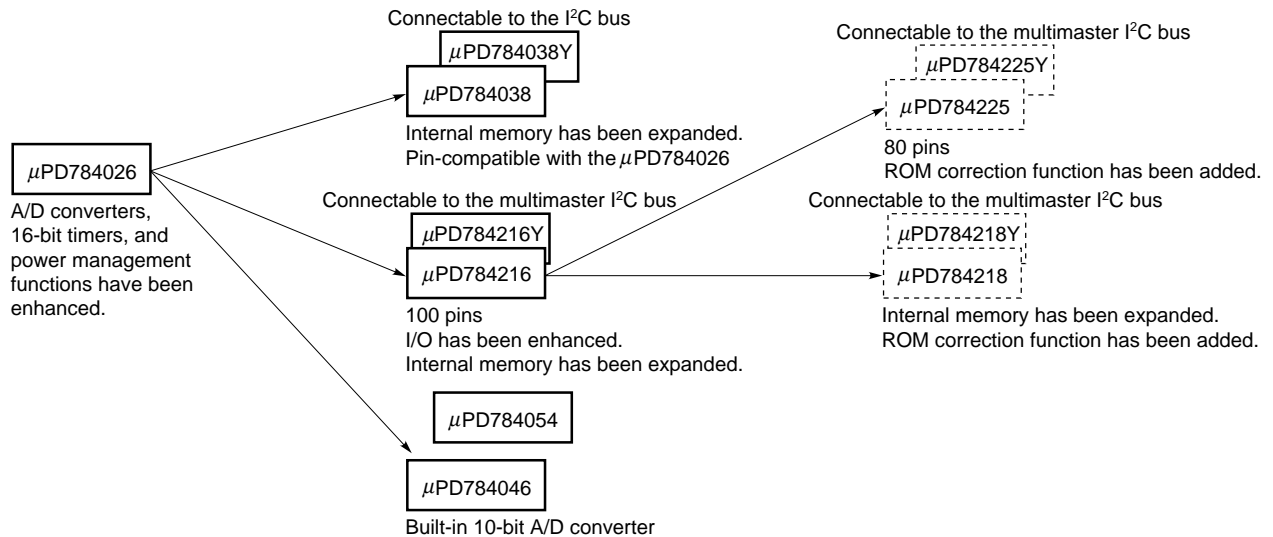 μPD784026
A/D converters,
16-bit timers, and
power management
functions have been
enhanced.
Connectable to the I²C bus
μPD784038Y
μPD784038
Internal memory has been expanded.
Pin-compatible with the μPD784026
Connectable to the multimaster I²C bus
μPD784216Y
μPD784216
100 pins
I/O has been enhanced.
Internal memory has been expanded.
μPD784054
μPD784046
Built-in 10-bit A/D converter
Connectable to the multimaster I²C bus
μPD784225Y
μPD784225
80 pins
ROM correction function has been added.
Connectable to the multimaster I²C bus
μPD784218Y
μPD784218
Internal memory has been expanded.
ROM correction function has been added.